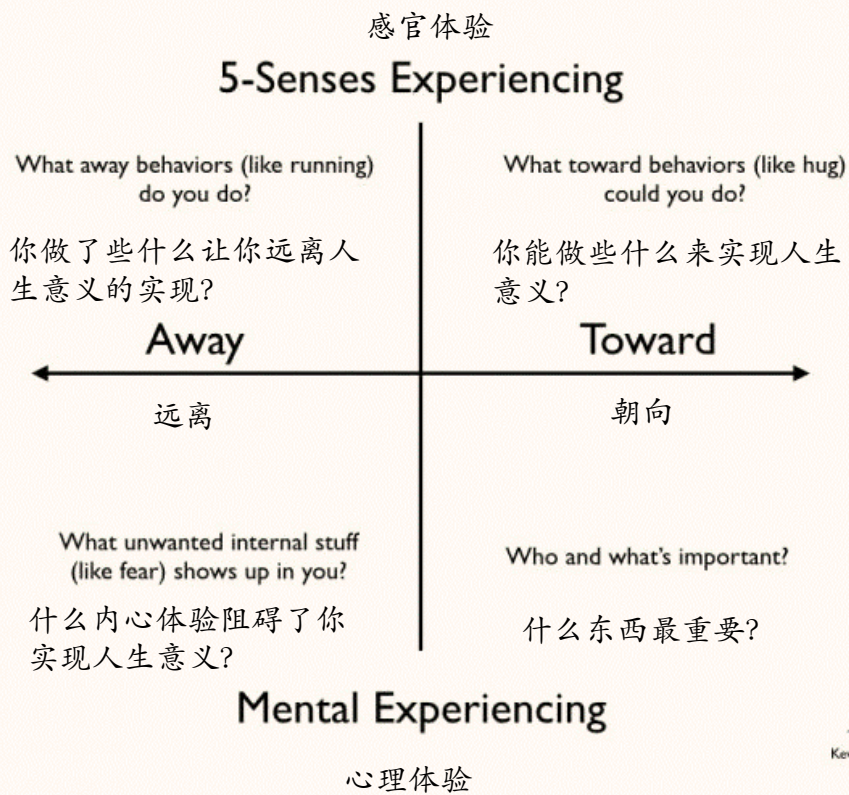 感官体验
5-Senses Experiencing
What away behaviors (like running)
do you do?
What toward behaviors (like hug)
could you do?
你做了些什么让你远离人
生意义的实现?
你能做些什么来实现人生
意义?
Away
Toward
远离
朝向
What unwanted internal stuff
(like fear) shows up in you?
Who and what's important?
什么内心体验阻碍了你
实现人生意义?
什么东西最重要?
Mental Experiencing
心理体验